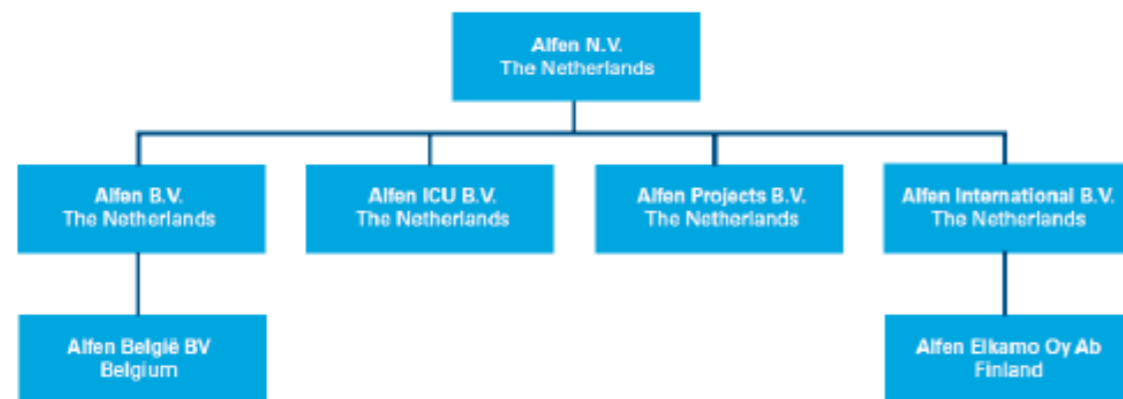 Alfen N.V.
The Netherlands
Alfen B.V.
The Netherlands
Alfen ICU B.V.
The Netherlands
Alfen Projects B.V.
The Netherlands
Alfen International B.V.
The Netherlands
Alfen België BV
Belgium
Alfen Elkamo Oy Ab
Finland